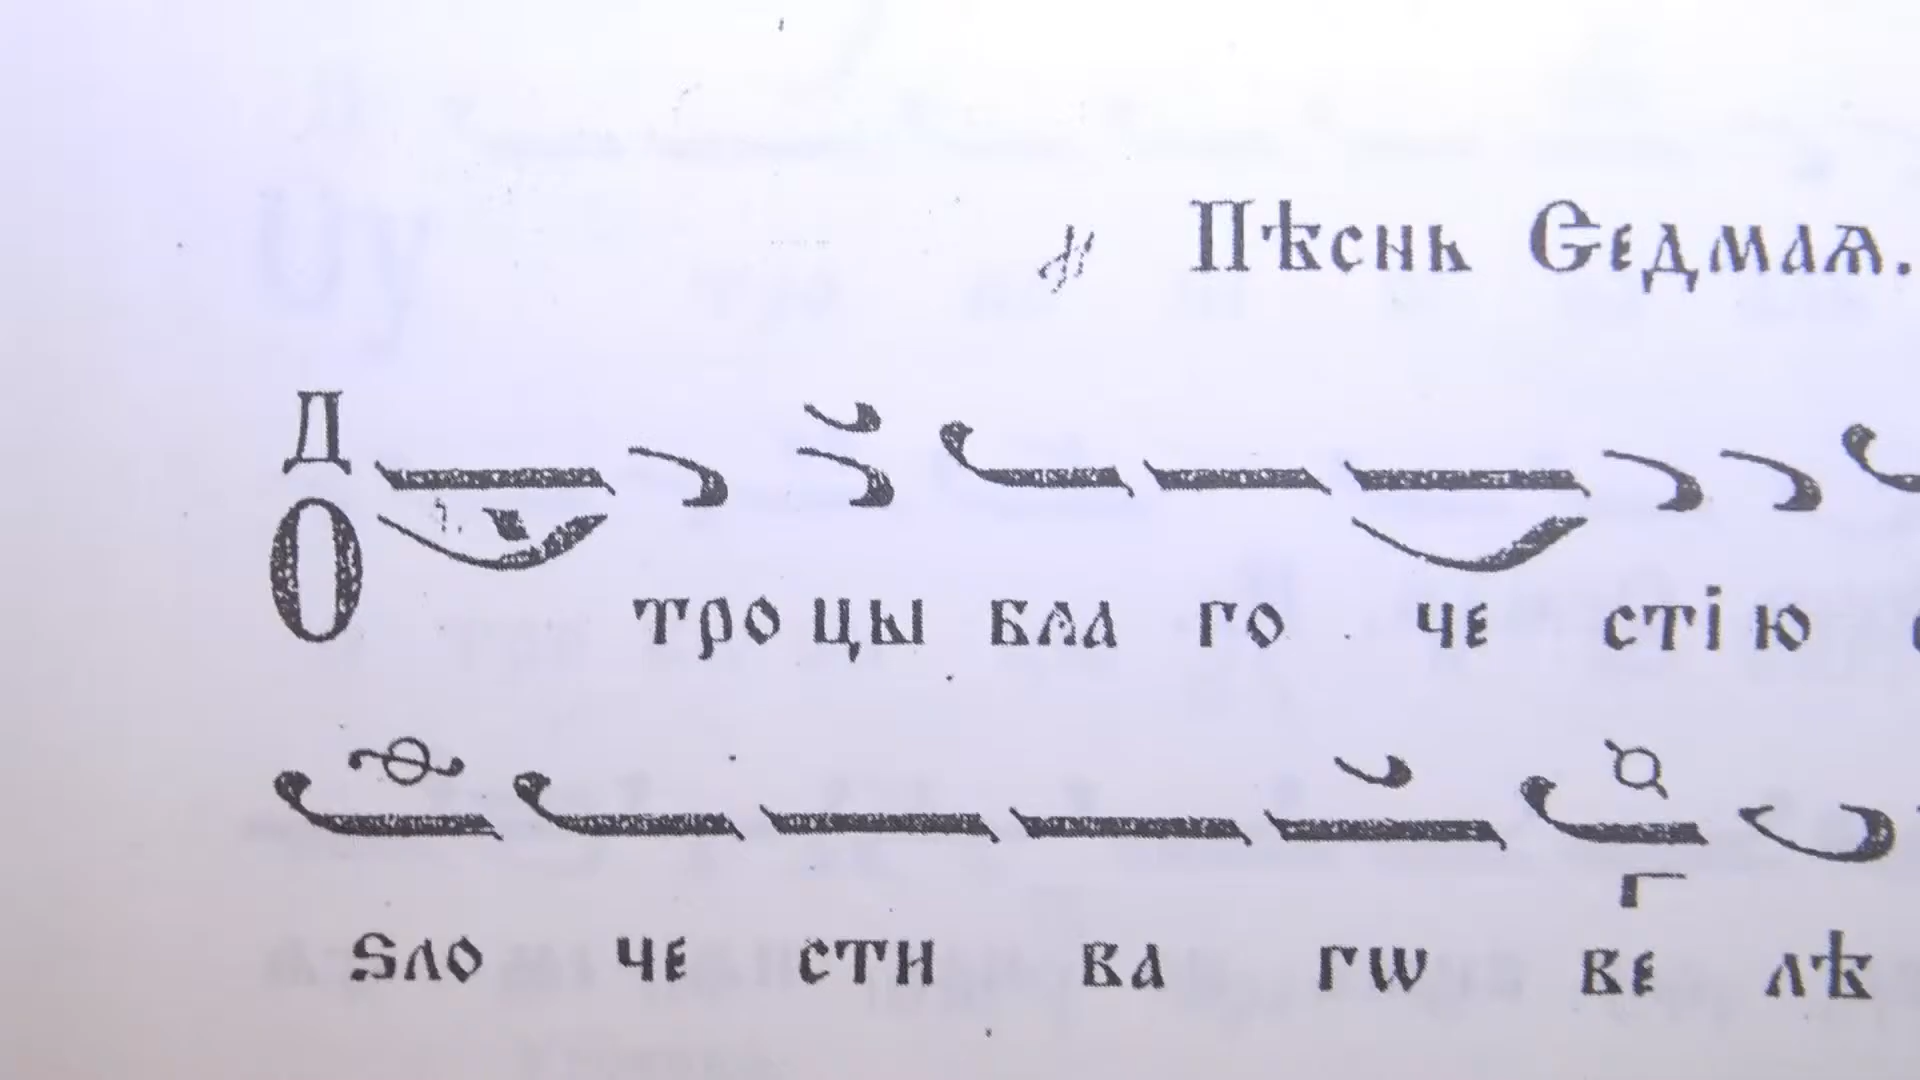 Пѣснь Седмаѧ.
Д
О троцы бла го че стїю
ѕло че сти ва гѡ ве лѣ